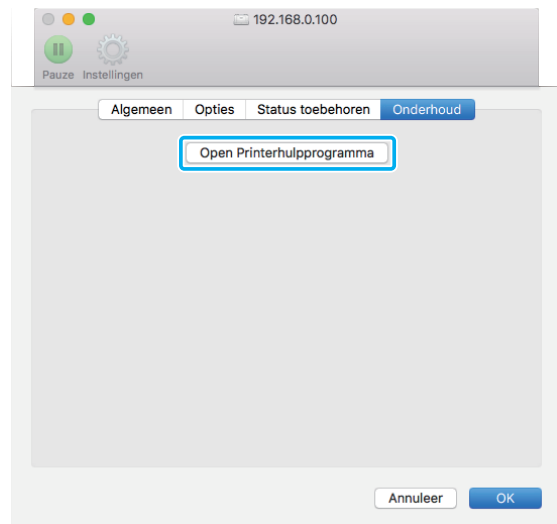 192.168.0.100
Pauze Instellingen
Algemeen Opties Status toebehoren Onderhoud
Open Printerhulpprogramma
Annuleer OK